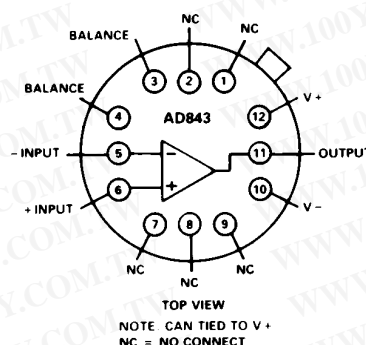 NC
BALANCE
NC
3
2
1
BALANCE
V+
4
AD843
12
-INPUT
5
-
11
OUTPUT
+INPUT
6
+
10
7
8
9
V-
NC
NC
NC
TOP VIEW
NOTE. CAN TIED TO V+
NC = NO CONNECT